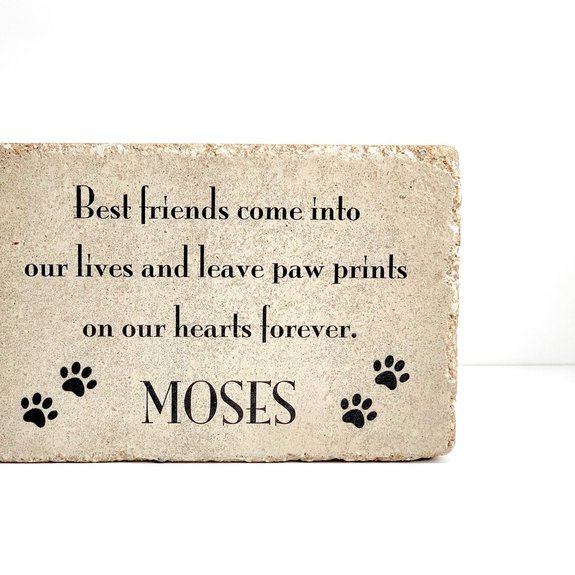 Best friends come into
our lives and leave paw prints
on our hearts forever.
MOSES